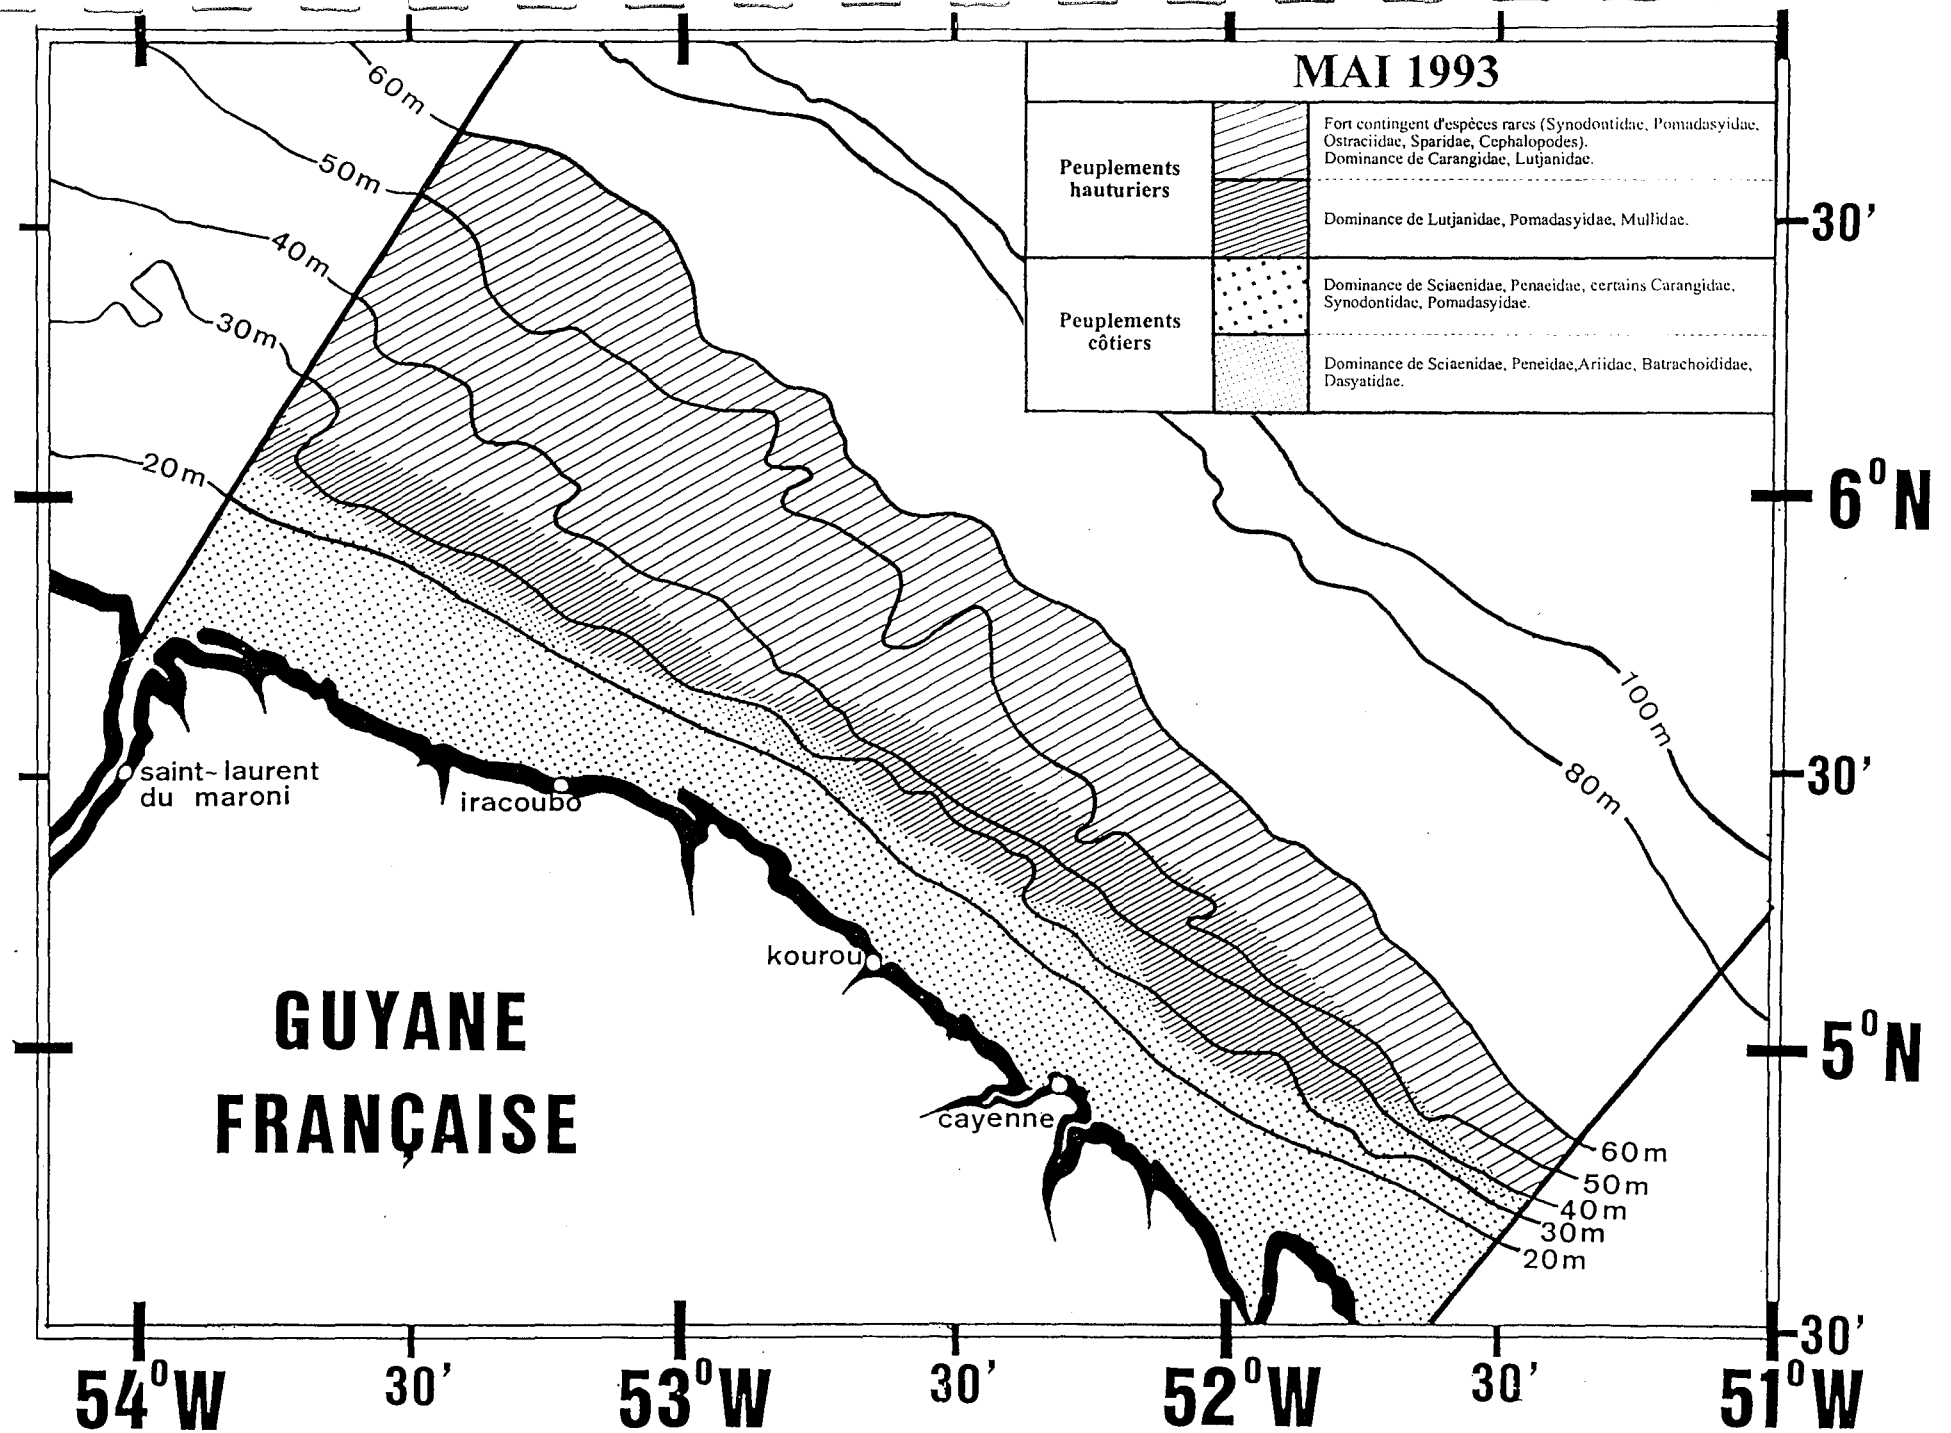 MAI 1993
Peuplements
hauturiers
Fort contingent d'espèces rares (Synodontidae, Pomadasyidae,
Ostraciidae, Sparidae, Cephalopodes).
Dominance de Carangidae, Lutjanidae.
Dominance de Lutjanidae, Pomadasyidae, Mullidae.
Peuplements
côtiers
Dominance de Sciaenidae, Penaeidae, certains Carangidae,
Synodontidae, Pomadasyidae.
Dominance de Sciaenidae, Peneidae,Ariidae, Batrachoididae,
Dasyatidae.
60m
50m
40m
30m
20m
30'
6°N
100m
80m
30'
saint-laurent
du maroni
iracoubo
kourou
cayenne
GUYANE
FRANÇAISE
5°N
60m
50m
40m
30m
20m
30'
54°W
30'
53°W
30'
52°W
30'
51°W